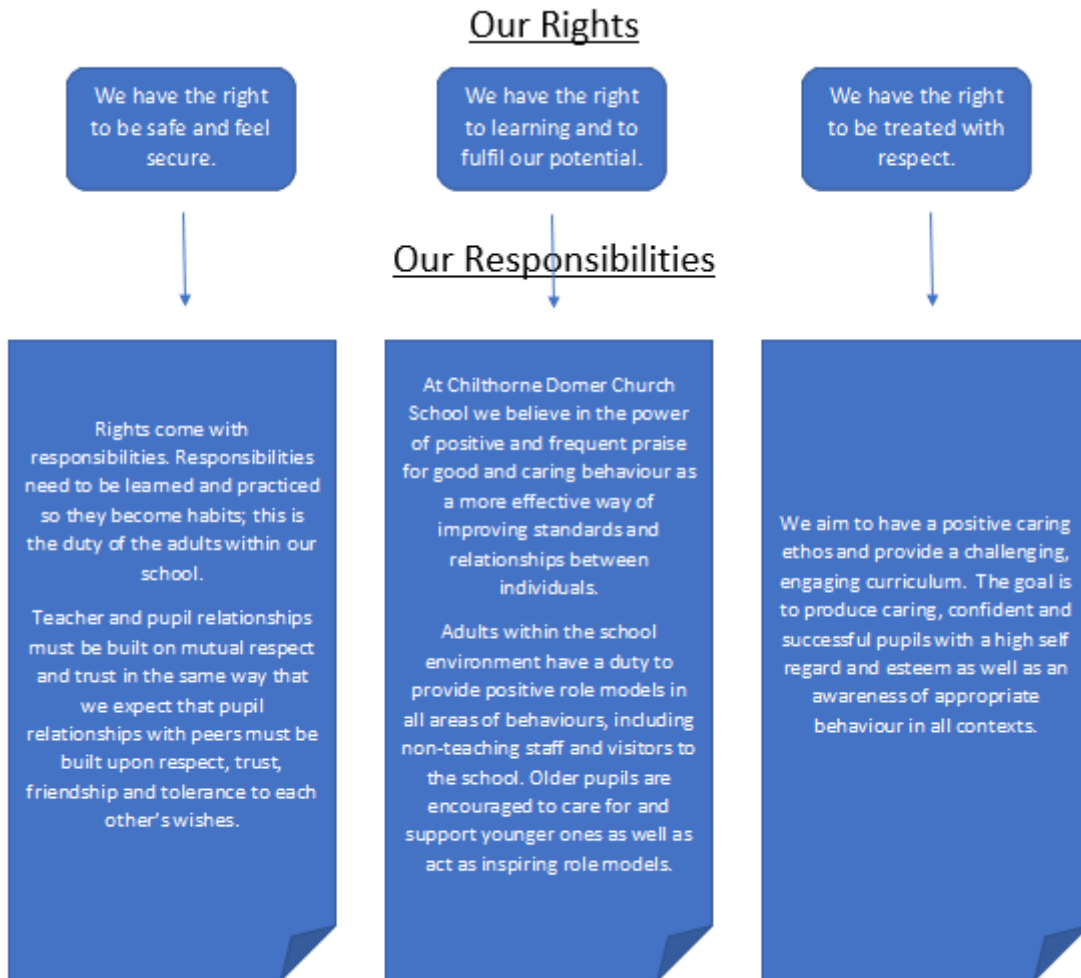 Our Rights
We have the right
to be safe and feel
secure.
We have the right
to learning and to
fulfil our potential.
We have the right
to be treated with
respect.
Our Responsibilities
Rights come with
responsibilities. Responsibilities
need to be learned and practiced
so they become habits; this is
the duty of the adults within our
school.
Teacher and pupil relationships
must be built on mutual respect
and trust in the same way that
we expect that pupil
relationships with peers must be
built upon respect, trust,
friendship and tolerance to each
other's wishes.
At Chilthorne Domer Church
School we believe in the power
of positive and frequent praise
for good and caring behaviour as
a more effective way of
improving standards and
relationships between
individuals.
Adults within the school
environment have a duty to
provide positive role models in
all areas of behaviours, including
non-teaching staff and visitors to
the school. Older pupils are
encouraged to care for and
support younger ones as well as
act as inspiring role models.
We aim to have a positive caring
ethos and provide a challenging,
engaging curriculum.  The goal is
to produce caring, confident and
successful pupils with a high self
regard and esteem as well as an
awareness of appropriate
behaviour in all contexts.